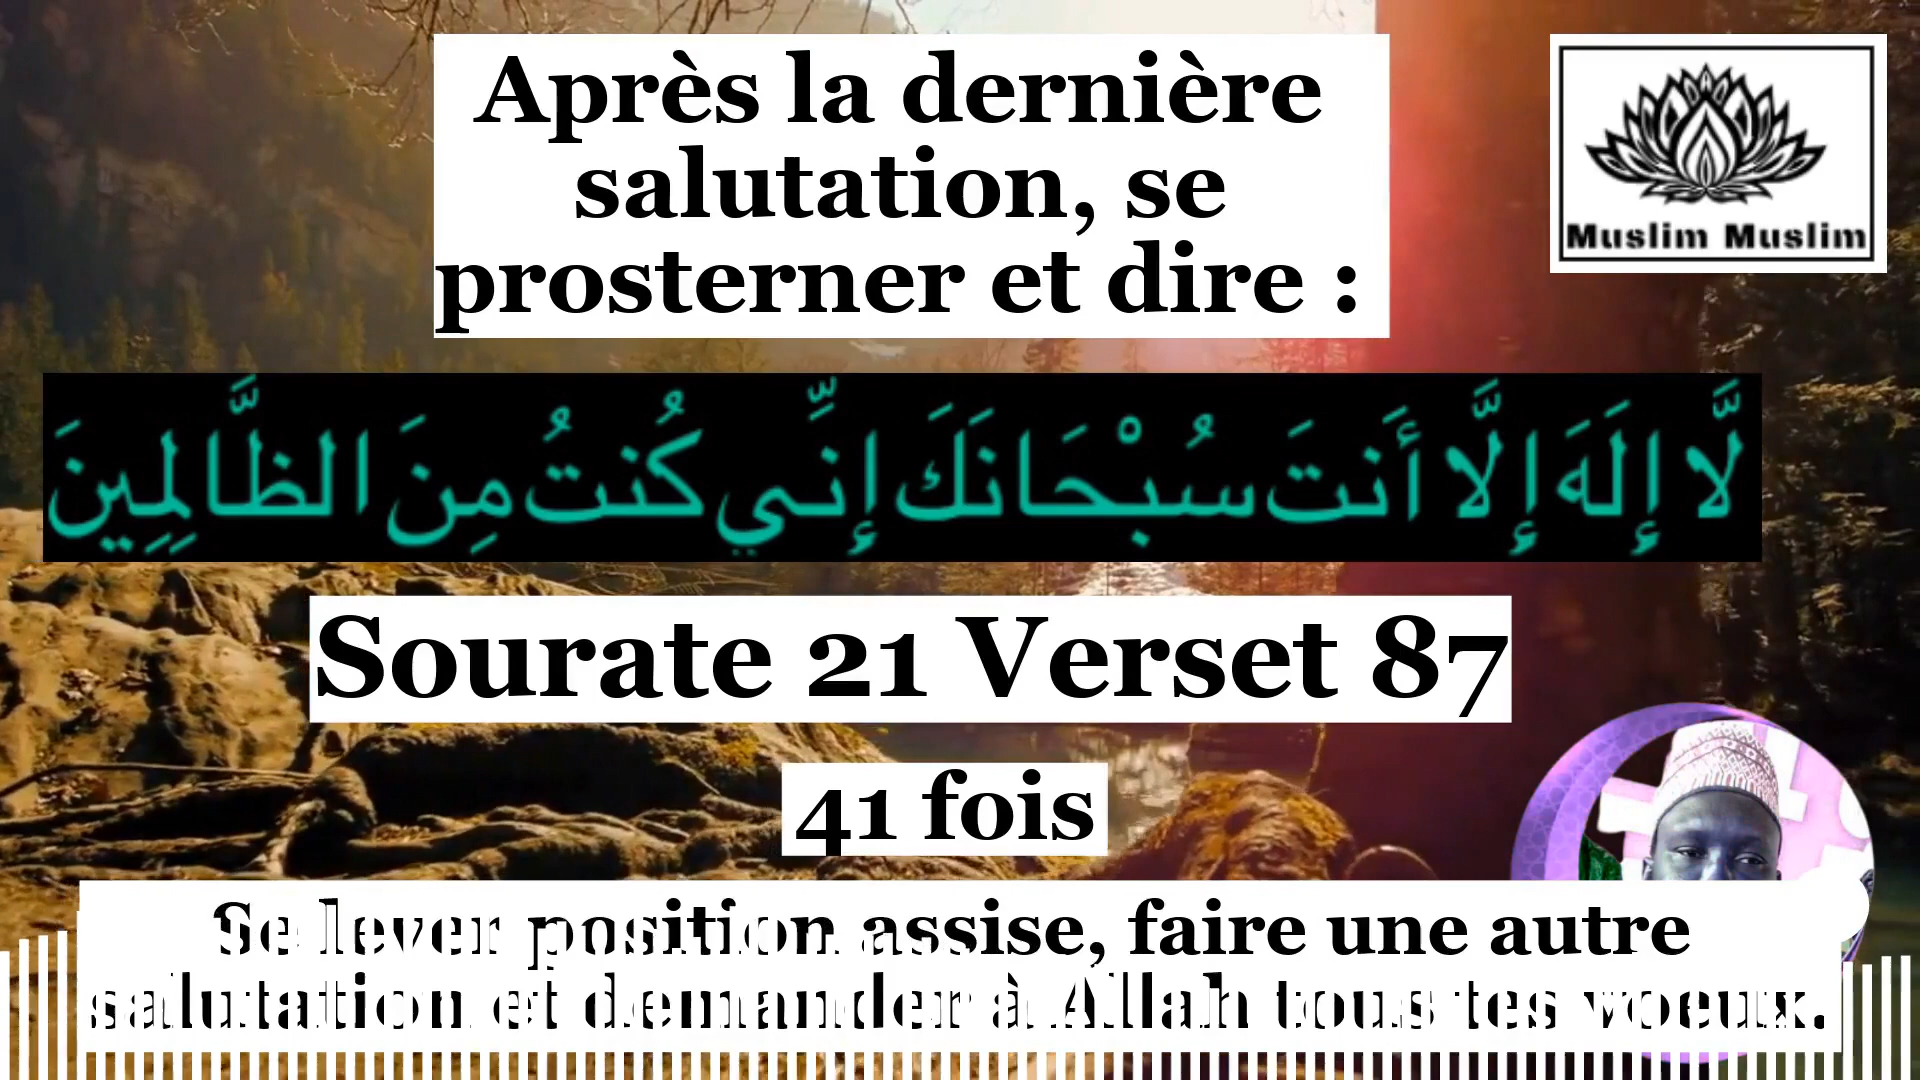 Après la dernière
salutation, se
prosterner et dire :
Muslim Muslim
لَّا إِلَهَ إِلَّا أَنتَ سُبْحَانَكَ إِنِّي كُنتُ مِنَ الظَّالِمِينَ
Sourate 21 Verset 87
41 fois
Se lever position assise, faire une autre
salutation et demander à Allah tous tes voeux.